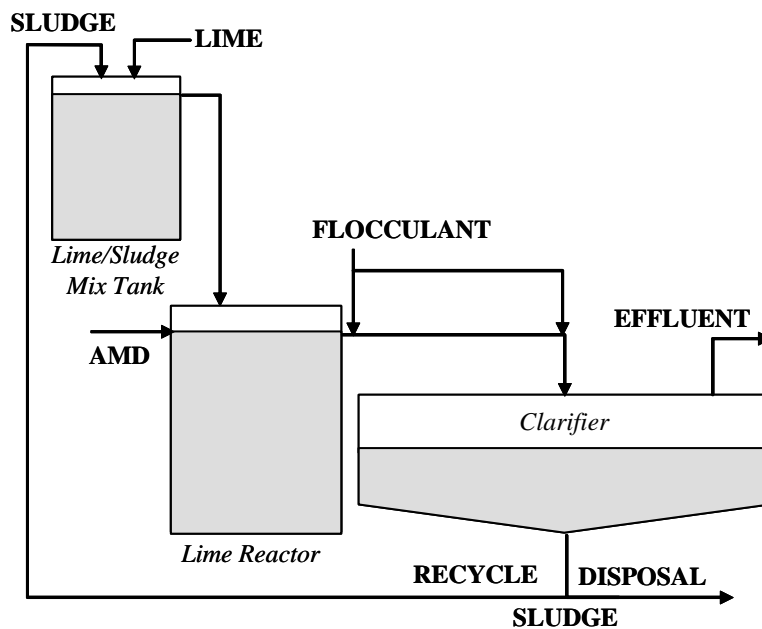 SLUDGE
LIME
Lime/Sludge
Mix Tank
FLOCCULANT
AMD
EFFLUENT
Clarifier
Lime Reactor
RECYCLE
DISPOSAL
SLUDGE